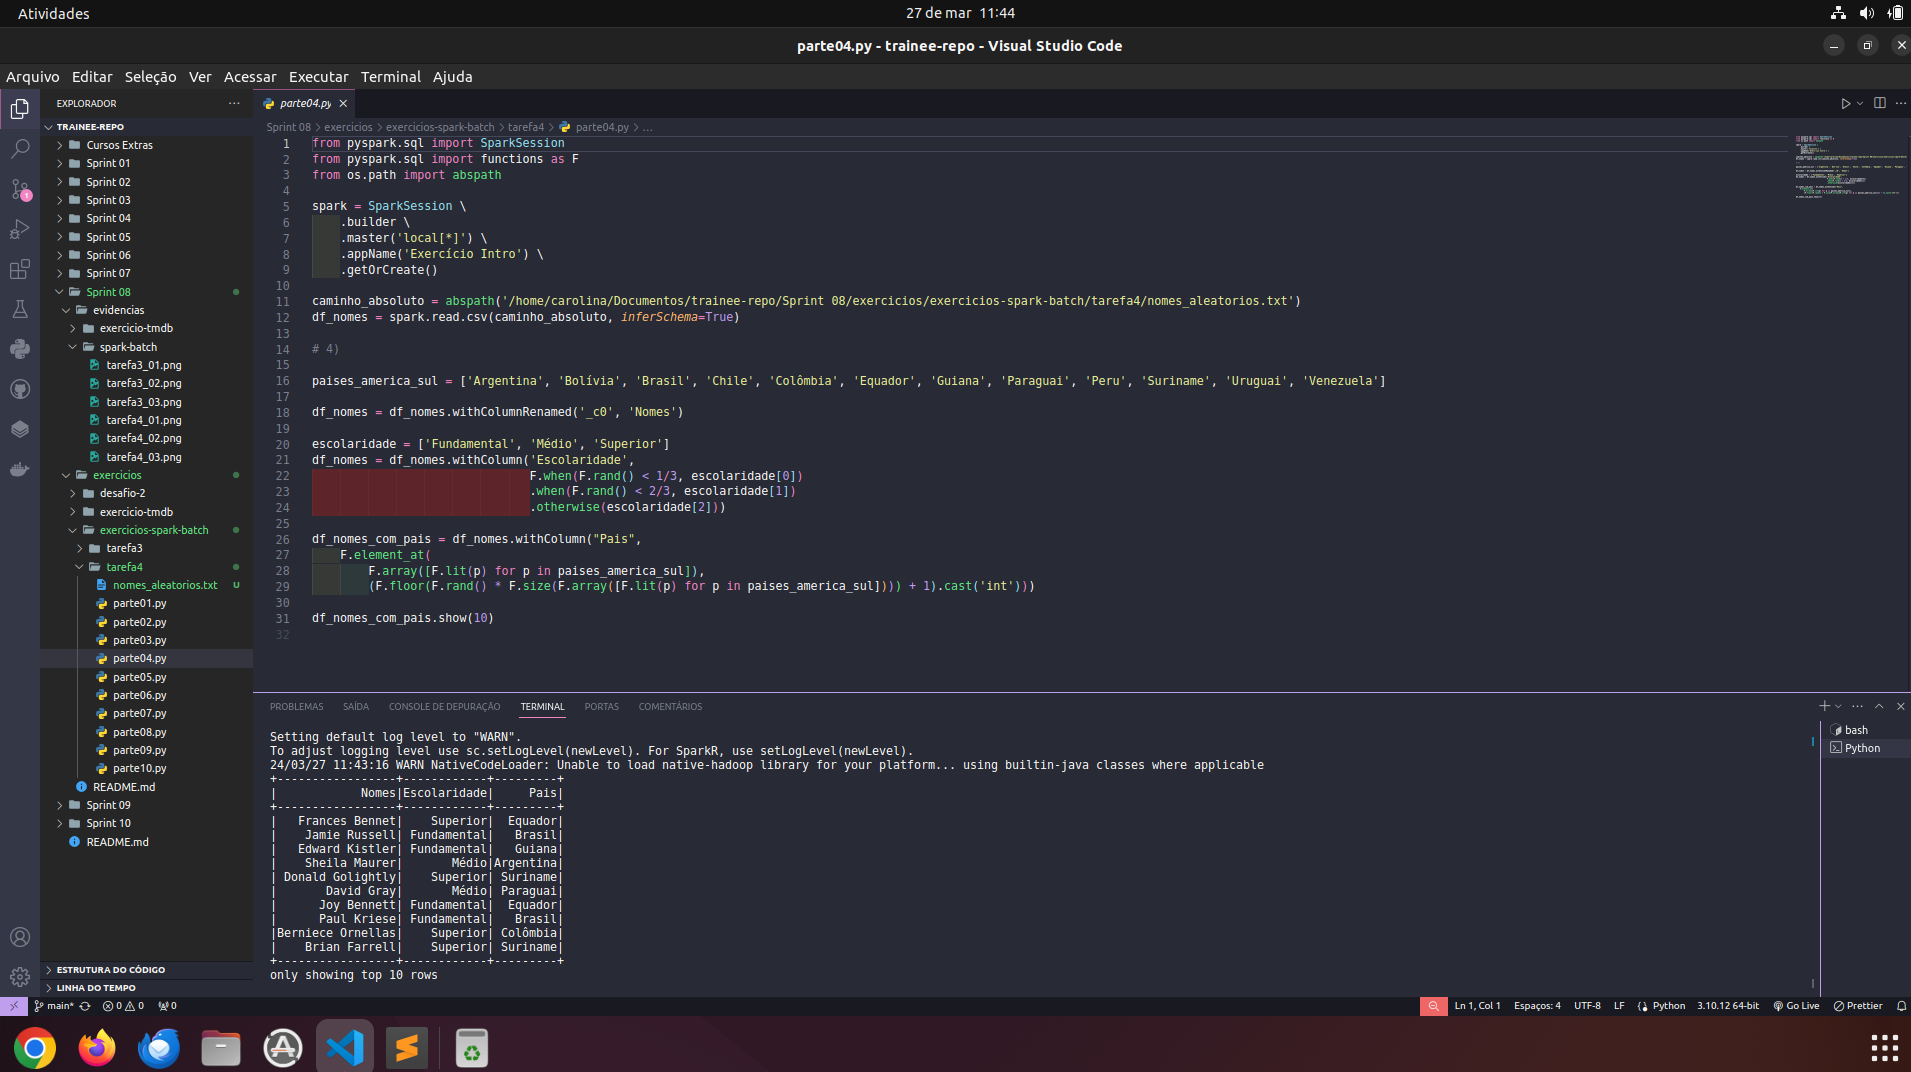 Atividades
27 de mar 11:44
parte04.py - trainee-repo - Visual Studio Code
Arquivo Editar Seleção Ver Acessar Executar Terminal Ajuda
EXPLORADOR
TRAINEE-REPO
Cursos Extras
Sprint 01
Sprint 02
Sprint 03
Sprint 04
Sprint 05
Sprint 06
Sprint 07
Sprint 08
evidencias
exercicio-tmdb
spark-batch
tarefa3_01.png
tarefa3_02.png
tarefa3_03.png
tarefa4_01.png
tarefa4_02.png
tarefa4_03.png
exercicios
desafio-2
exercicio-tmdb
exercicios-spark-batch
tarefa3
tarefa4
nomes_aleatorios.txt U
parte01.py
parte02.py
parte03.py
parte04.py
parte05.py
parte06.py
parte07.py
parte08.py
parte09.py
parte10.py
README.md
Sprint 09
Sprint 10
README.md
ESTRUTURA DO CÓDIGO
LINHA DO TEMPO
1
parte04.py
Sprint 08 > exercicios > exercicios-spark-batch > tarefa4 > parte04.py > ...
1 from pyspark.sql import SparkSession
2 from pyspark.sql import functions as F
3 from os.path import abspath
4
5 spark = SparkSession \
6     .builder \
7     .master('local[*]') \
8     .appName('Exercício Intro') \
9     .getOrCreate()
10
11 caminho_absoluto = abspath('/home/carolina/Documentos/trainee-repo/Sprint 08/exercicios/exercicios-spark-batch/tarefa4/nomes_aleatorios.txt')
12 df_nomes = spark.read.csv(caminho_absoluto, inferSchema=True)
13
14 # 4)
15
16 paises_america_sul = ['Argentina', 'Bolívia', 'Brasil', 'Chile', 'Colômbia', 'Equador', 'Guiana', 'Paraguai', 'Peru', 'Suriname', 'Uruguai', 'Venezuela']
17
18 df_nomes = df_nomes.withColumnRenamed('_c0', 'Nomes')
19
20 escolaridade = ['Fundamental', 'Médio', 'Superior']
21 df_nomes = df_nomes.withColumn('Escolaridade',
22                                F.when(F.rand() < 1/3, escolaridade[0])
23                                .when(F.rand() < 2/3, escolaridade[1])
24                                .otherwise(escolaridade[2]))
25
26 df_nomes_com_pais = df_nomes.withColumn("Pais",
27     F.element_at(
28         F.array([F.lit(p) for p in paises_america_sul]),
29         (F.floor(F.rand() * F.size(F.array([F.lit(p) for p in paises_america_sul]))) + 1).cast('int')))
30
31 df_nomes_com_pais.show(10)
32
PROBLEMAS SAÍDA CONSOLE DE DEPURAÇÃO TERMINAL PORTAS COMENTÁRIOS
bash
Python
Setting default log level to "WARN".
To adjust logging level use sc.setLogLevel(newLevel). For SparkR, use setLogLevel(newLevel).
24/03/27 11:43:16 WARN NativeCodeLoader: Unable to load native-hadoop library for your platform... using builtin-java classes where applicable
+-----------------+------------+---------+
|            Nomes|Escolaridade|     Pais|
+-----------------+------------+---------+
|   Frances Bennet|    Superior|  Equador|
|    Jamie Russell| Fundamental|   Brasil|
|   Edward Kistler| Fundamental|   Guiana|
|    Sheila Maurer|       Médio|Argentina|
| Donald Golightly|    Superior| Suriname|
|       David Gray|       Médio| Paraguai|
|      Joy Bennett| Fundamental|  Equador|
|      Paul Kriese| Fundamental|   Brasil|
|Berniece Ornellas|    Superior| Colômbia|
|    Brian Farrell|    Superior| Suriname|
+-----------------+------------+---------+
only showing top 10 rows
main* 0 0 0 Ln 1, Col 1 Espaços: 4 UTF-8 LF Python 3.10.12 64-bit Go Live Prettier